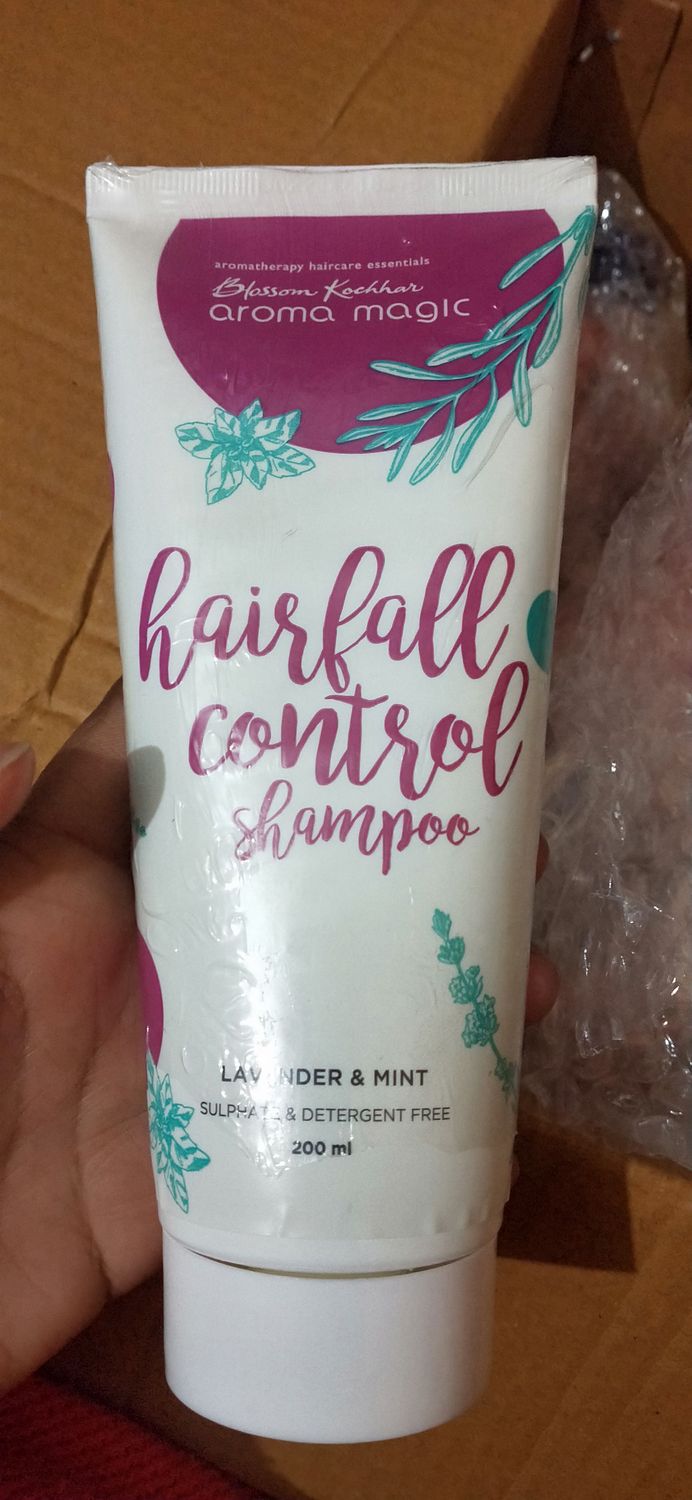 aromatherapy haircare essentials
Blossom Kochhar
aroma magic
hairfall
control
shampoo
LAVENDER & MINT
SULPHATE & DETERGENT FREE
200 ml